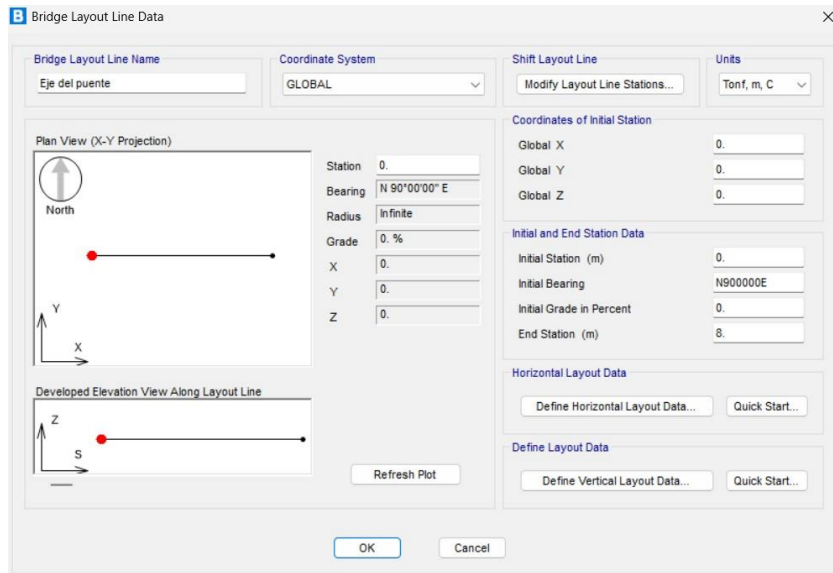 B Bridge Layout Line Data
Bridge Layout Line Name
Eje del puente
Coordinate System
GLOBAL
Shift Layout Line
Modify Layout Line Stations...
Units
Tonf, m, C
Plan View (X-Y Projection)
North
Y
X
Station 0.
Bearing N 90°00'00" E
Radius Infinite
Grade 0. %
X 0.
Y 0.
Z 0.
Coordinates of Initial Station
Global X 0.
Global Y 0.
Global Z 0.
Initial and End Station Data
Initial Station (m) 0.
Initial Bearing N900000E
Initial Grade in Percent 0.
End Station (m) 8.
Developed Elevation View Along Layout Line
Z
S
Refresh Plot
Horizontal Layout Data
Define Horizontal Layout Data... Quick Start...
Define Layout Data
Define Vertical Layout Data... Quick Start...
OK Cancel